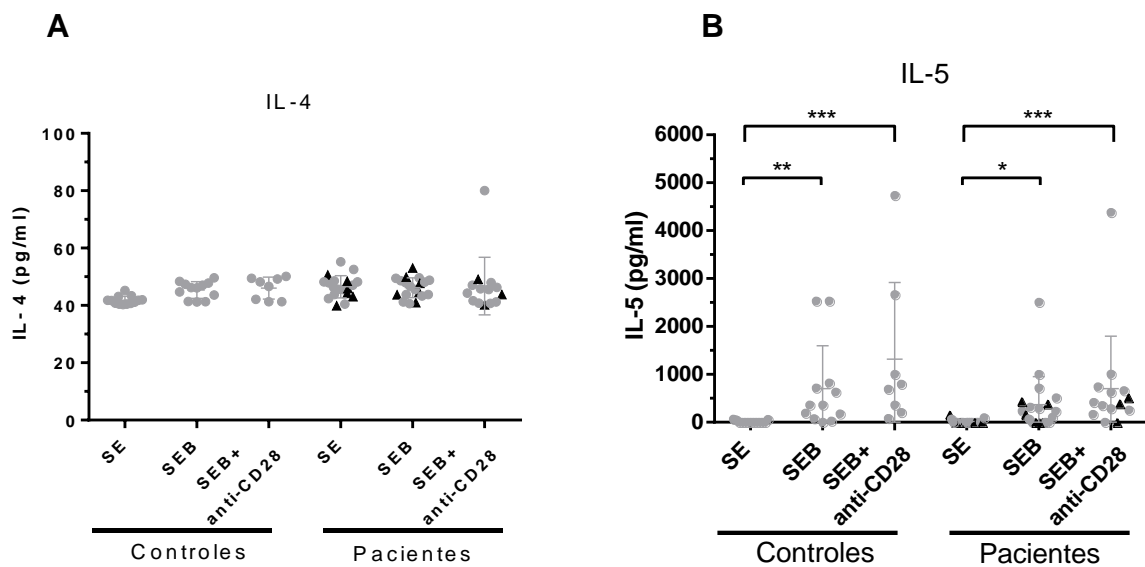 A
IL-4
IL-4 (pg/ml)
100
80
60
40
20
0
SE
SEB
SEB+
anti-CD28
SE
SEB
SEB+
anti-CD28
Controles
Pacientes
B
IL-5
IL-5 (pg/ml)
6000
5000
4000
3000
2000
1000
0
***
**
***
*
SE
SEB
SEB+
anti-CD28
SE
SEB
SEB+
anti-CD28
Controles
Pacientes